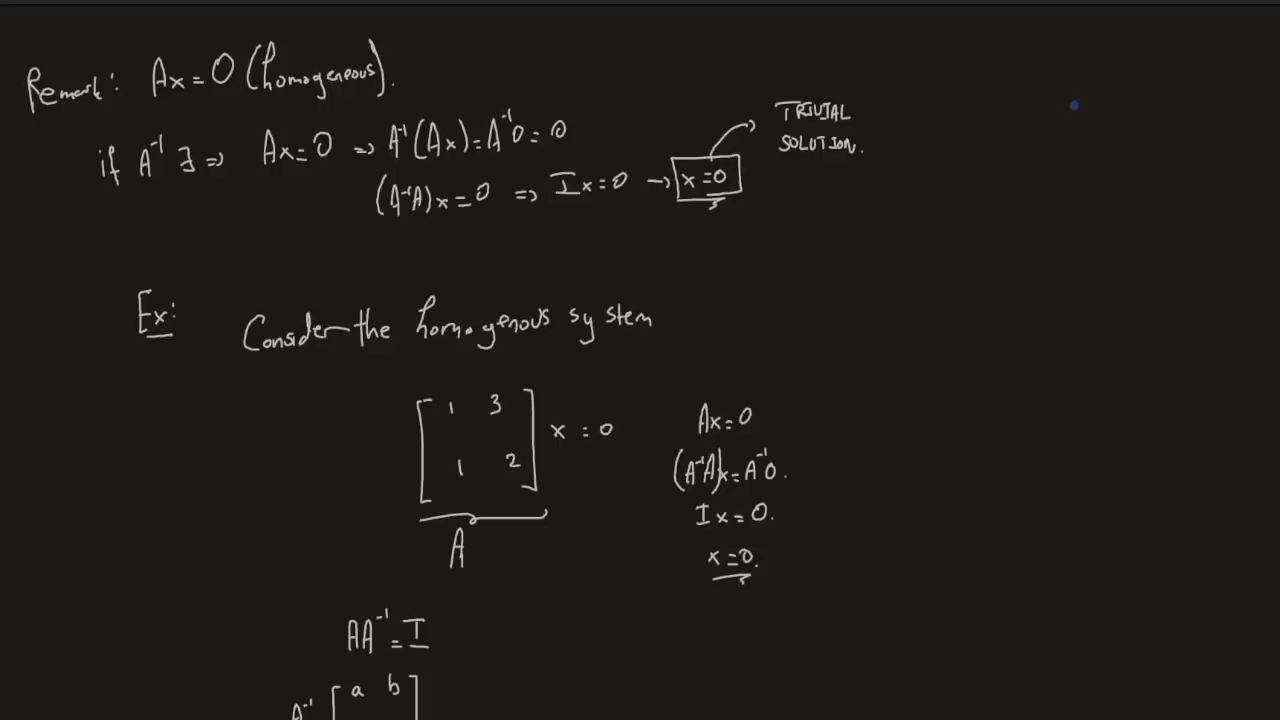 Remark: Ax = 0 (homogeneous).
TRIVIAL
SOLUTION.
if A⁻¹ ∃ ⇒ Ax = 0 ⇒ A⁻¹(Ax) = A⁻¹0 = 0
(A⁻¹A)x = 0 ⇒ Ix = 0 → x = 0
Ex: Consider the homogenous system
[ 1 3
1 2 ] x = 0
A
Ax = 0
(A⁻¹A)x = A⁻¹0.
Ix = 0.
x = 0.
AA⁻¹ = I
A⁻¹ [ a b ]